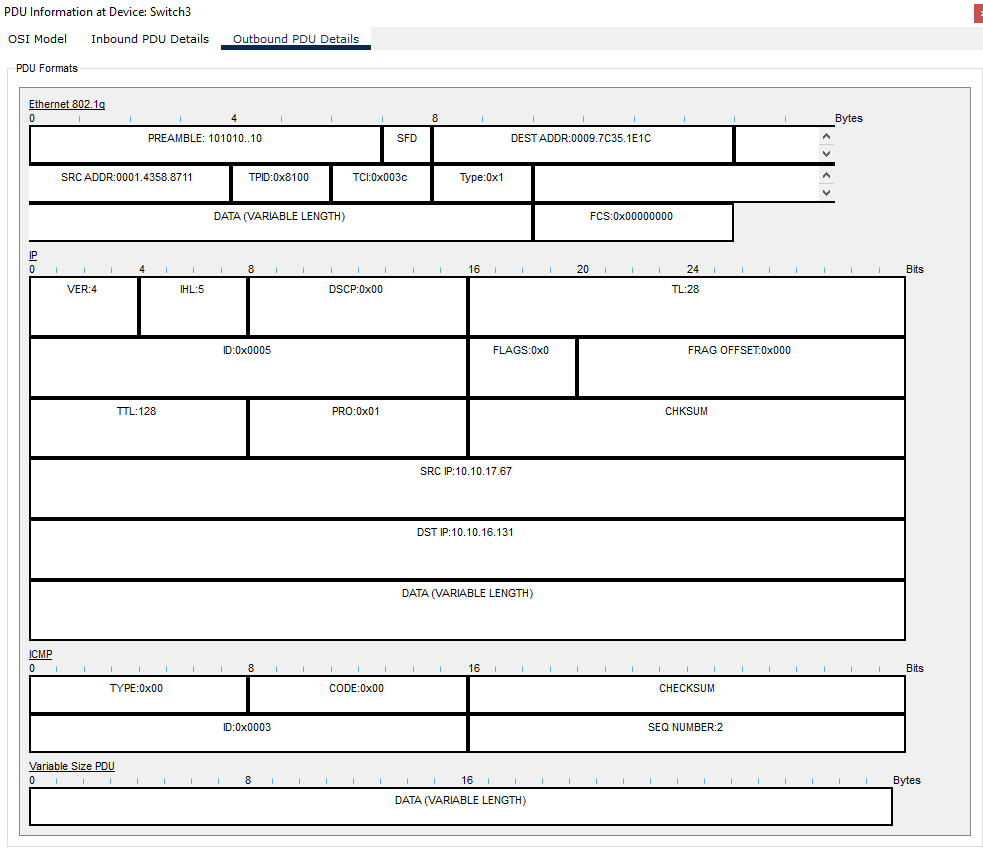 PDU Information at Device: Switch3
OSI Model Inbound PDU Details Outbound PDU Details
PDU Formats
Ethernet 802.1q
0 4 8 Bytes
PREAMBLE: 101010..10 SFD DEST ADDR:0009.7C35.1E1C
SRC ADDR:0001.4358.8711 TPID:0x8100 TCI:0x003c Type:0x1
DATA (VARIABLE LENGTH) FCS:0x00000000
IP
0 4 8 16 20 24 Bits
VER:4 IHL:5 DSCP:0x00 TL:28
ID:0x0005 FLAGS:0x0 FRAG OFFSET:0x000
TTL:128 PRO:0x01 CHKSUM
SRC IP:10.10.17.67
DST IP:10.10.16.131
DATA (VARIABLE LENGTH)
ICMP
0 8 16 Bits
TYPE:0x00 CODE:0x00 CHECKSUM
ID:0x0003 SEQ NUMBER:2
Variable Size PDU
0 8 16 Bytes
DATA (VARIABLE LENGTH)